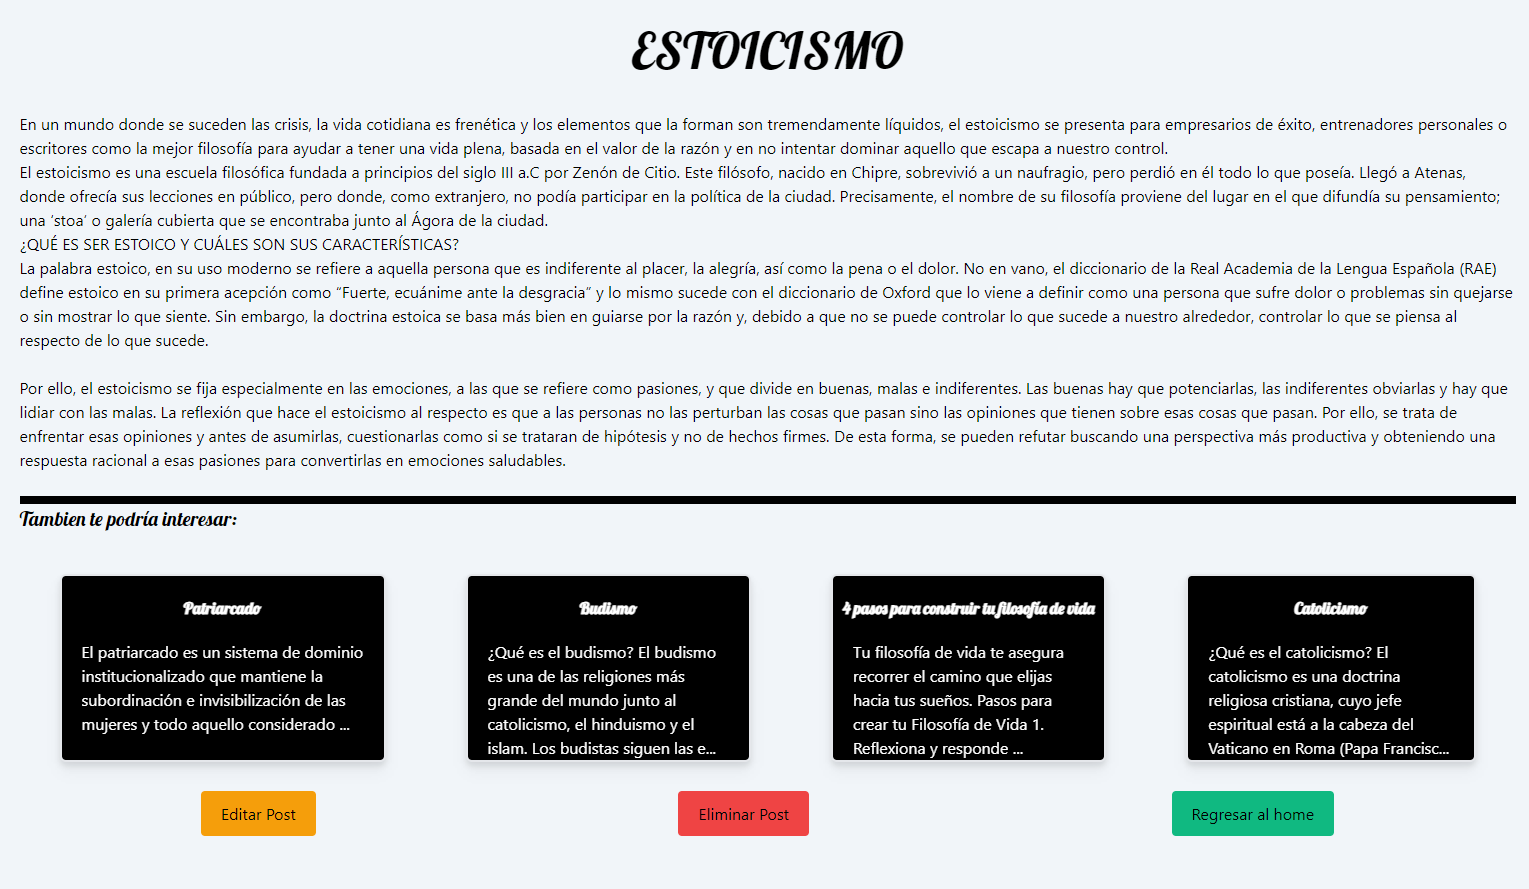 ESTOICISMO
En un mundo donde se suceden las crisis, la vida cotidiana es frenética y los elementos que la forman son tremendamente líquidos, el estoicismo se presenta para empresarios de éxito, entrenadores personales o
escritores como la mejor filosofía para ayudar a tener una vida plena, basada en el valor de la razón y en no intentar dominar aquello que escapa a nuestro control.
El estoicismo es una escuela filosófica fundada a principios del siglo III a.C por Zenón de Citio. Este filósofo, nacido en Chipre, sobrevivió a un naufragio, pero perdió en él todo lo que poseía. Llegó a Atenas,
donde ofrecía sus lecciones en público, pero donde, como extranjero, no podía participar en la política de la ciudad. Precisamente, el nombre de su filosofía proviene del lugar en el que difundía su pensamiento;
una ‘stoa’ o galería cubierta que se encontraba junto al Ágora de la ciudad.
¿QUÉ ES SER ESTOICO Y CUÁLES SON SUS CARACTERÍSTICAS?
La palabra estoico, en su uso moderno se refiere a aquella persona que es indiferente al placer, la alegría, así como la pena o el dolor. No en vano, el diccionario de la Real Academia de la Lengua Española (RAE)
define estoico en su primera acepción como “Fuerte, ecuánime ante la desgracia” y lo mismo sucede con el diccionario de Oxford que lo viene a definir como una persona que sufre dolor o problemas sin quejarse
o sin mostrar lo que siente. Sin embargo, la doctrina estoica se basa más bien en guiarse por la razón y, debido a que no se puede controlar lo que sucede a nuestro alrededor, controlar lo que se piensa al
respecto de lo que sucede.
Por ello, el estoicismo se fija especialmente en las emociones, a las que se refiere como pasiones, y que divide en buenas, malas e indiferentes. Las buenas hay que potenciarlas, las indiferentes obviarlas y hay que
lidiar con las malas. La reflexión que hace el estoicismo al respecto es que a las personas no las perturban las cosas que pasan sino las opiniones que tienen sobre esas cosas que pasan. Por ello, se trata de
enfrentar esas opiniones y antes de asumirlas, cuestionarlas como si se trataran de hipótesis y no de hechos firmes. De esta forma, se pueden refutar buscando una perspectiva más productiva y obteniendo una
respuesta racional a esas pasiones para convertirlas en emociones saludables.
Tambien te podría interesar:
Patriarcado
El patriarcado es un sistema de dominio
institucionalizado que mantiene la
subordinación e invisibilización de las
mujeres y todo aquello considerado ...
Budismo
¿Qué es el budismo? El budismo
es una de las religiones más
grande del mundo junto al
catolicismo, el hinduismo y el
islam. Los budistas siguen las e...
4 pasos para construir tu filosofía de vida
Tu filosofía de vida te asegura
recorrer el camino que elijas
hacia tus sueños. Pasos para
crear tu Filosofía de Vida 1.
Reflexiona y responde ...
Catolicismo
¿Qué es el catolicismo? El
catolicismo es una doctrina
religiosa cristiana, cuyo jefe
espiritual está a la cabeza del
Vaticano en Roma (Papa Francisc...
Editar Post
Eliminar Post
Regresar al home